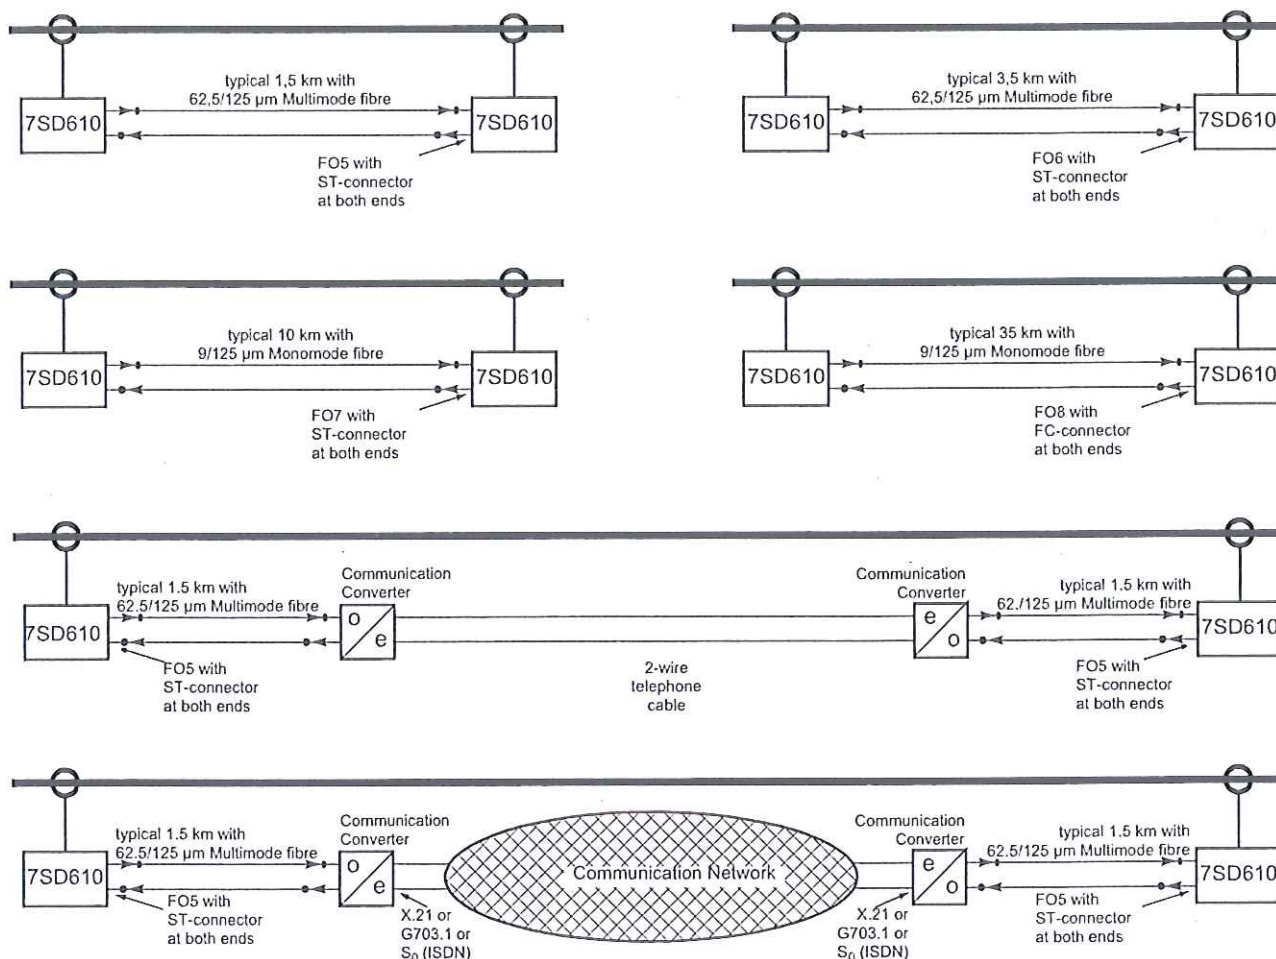 typical 1,5 km with
62,5/125 µm Multimode fibre
7SD610
7SD610
FO5 with
ST-connector
at both ends
typical 3,5 km with
62,5/125 µm Multimode fibre
7SD610
7SD610
FO6 with
ST-connector
at both ends
typical 10 km with
9/125 µm Monomode fibre
7SD610
7SD610
FO7 with
ST-connector
at both ends
typical 35 km with
9/125 µm Monomode fibre
7SD610
7SD610
FO8 with
FC-connector
at both ends
typical 1.5 km with
62.5/125 µm Multimode fibre
Communication
Converter
Communication
Converter
typical 1.5 km with
62./125 µm Multimode fibre
7SD610
o
e
e
o
7SD610
FO5 with
ST-connector
at both ends
2-wire
telephone
cable
FO5 with
ST-connector
at both ends
typical 1.5 km with
62.5/125 µm Multimode fibre
Communication
Converter
Communication
Converter
typical 1.5 km with
62.5/125 µm Multimode fibre
7SD610
o
e
Communication Network
e
o
7SD610
FO5 with
ST-connector
at both ends
X.21 or
G703.1 or
S0 (ISDN)
X.21 or
G703.1 or
S0 (ISDN)
FO5 with
ST-connector
at both ends